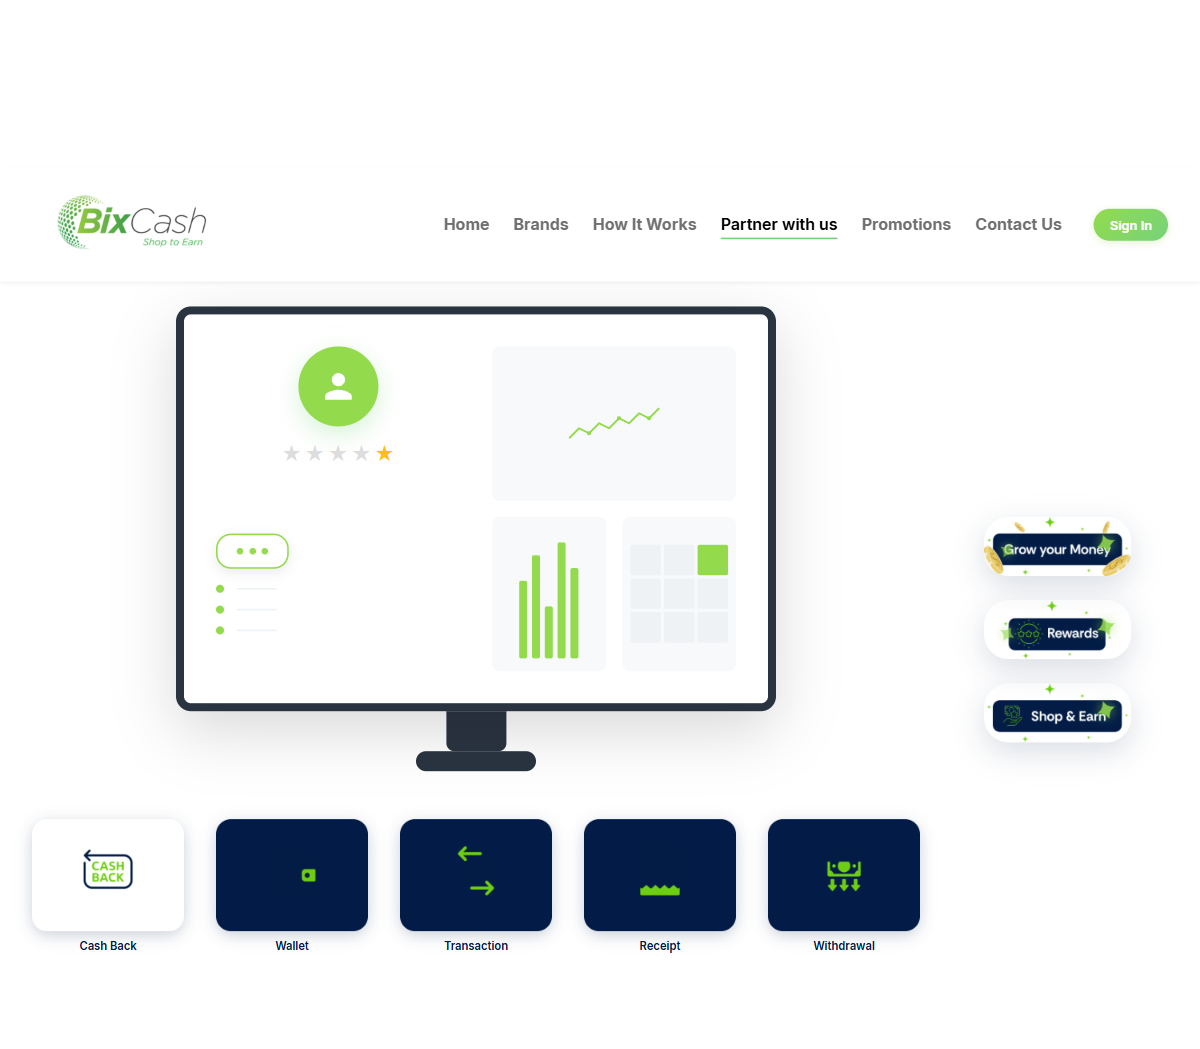 BixCash
Shop to Earn
Home
Brands
How It Works
Partner with us
Promotions
Contact Us
Sign In
Grow your Money
Rewards
Shop & Earn
CASH
BACK
Cash Back
Wallet
Transaction
Receipt
Withdrawal